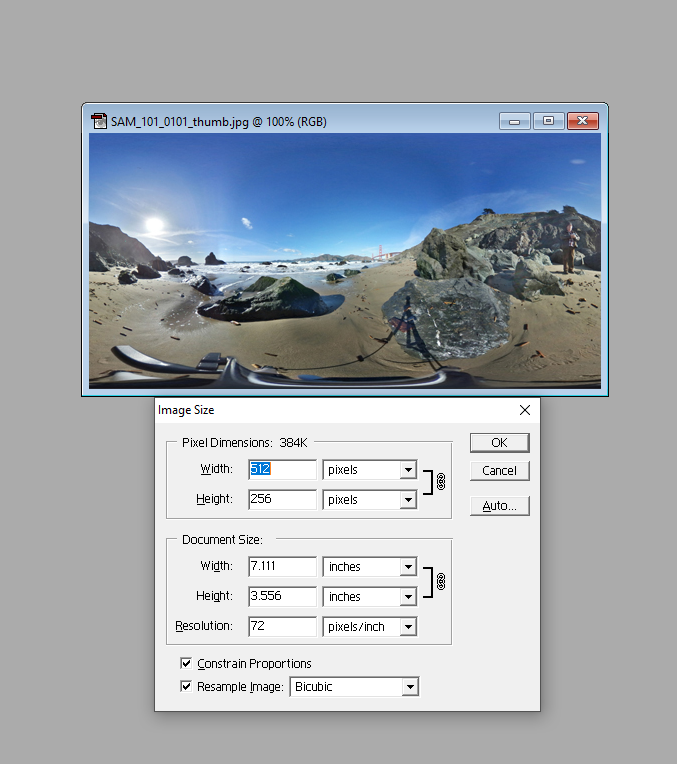 SAM_101_0101_thumb.jpg @ 100% (RGB)
Image Size
Pixel Dimensions: 384K
OK
Width: 512 pixels
Cancel
Height: 256 pixels
Auto...
Document Size:
Width: 7.111 inches
Height: 3.556 inches
Resolution: 72 pixels/inch
Constrain Proportions
Resample Image: Bicubic